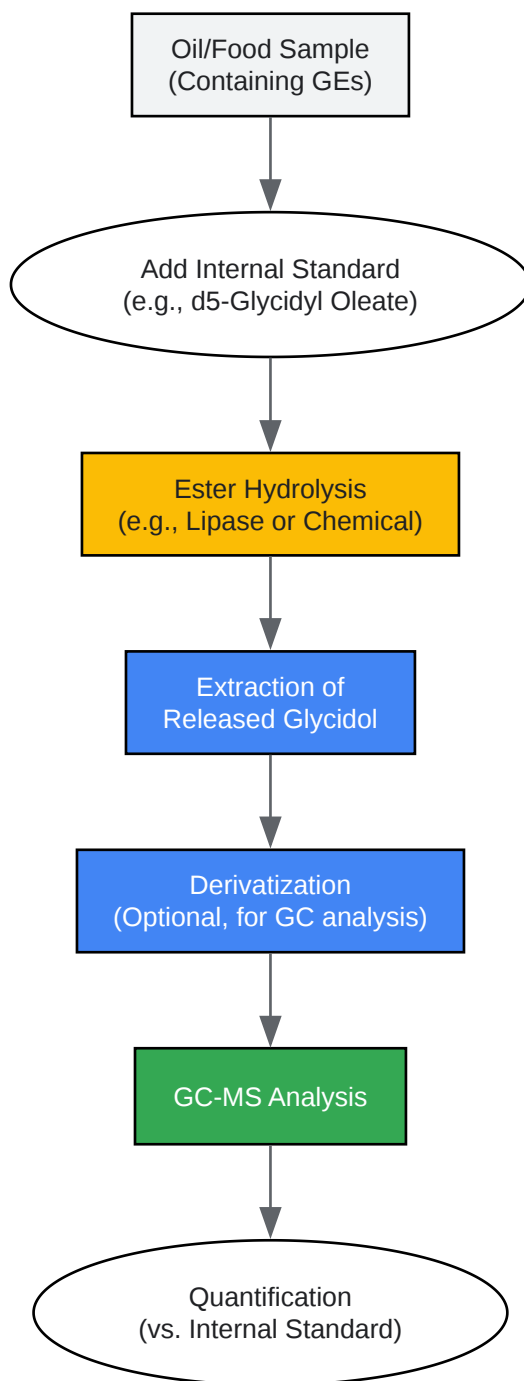 Oil/Food Sample
(Containing GEs)
Add Internal Standard
(e.g., d5-Glycidyl Oleate)
Ester Hydrolysis
(e.g., Lipase or Chemical)
Extraction of
Released Glycidol
Derivatization
(Optional, for GC analysis)
GC-MS Analysis
Quantification
(vs. Internal Standard)